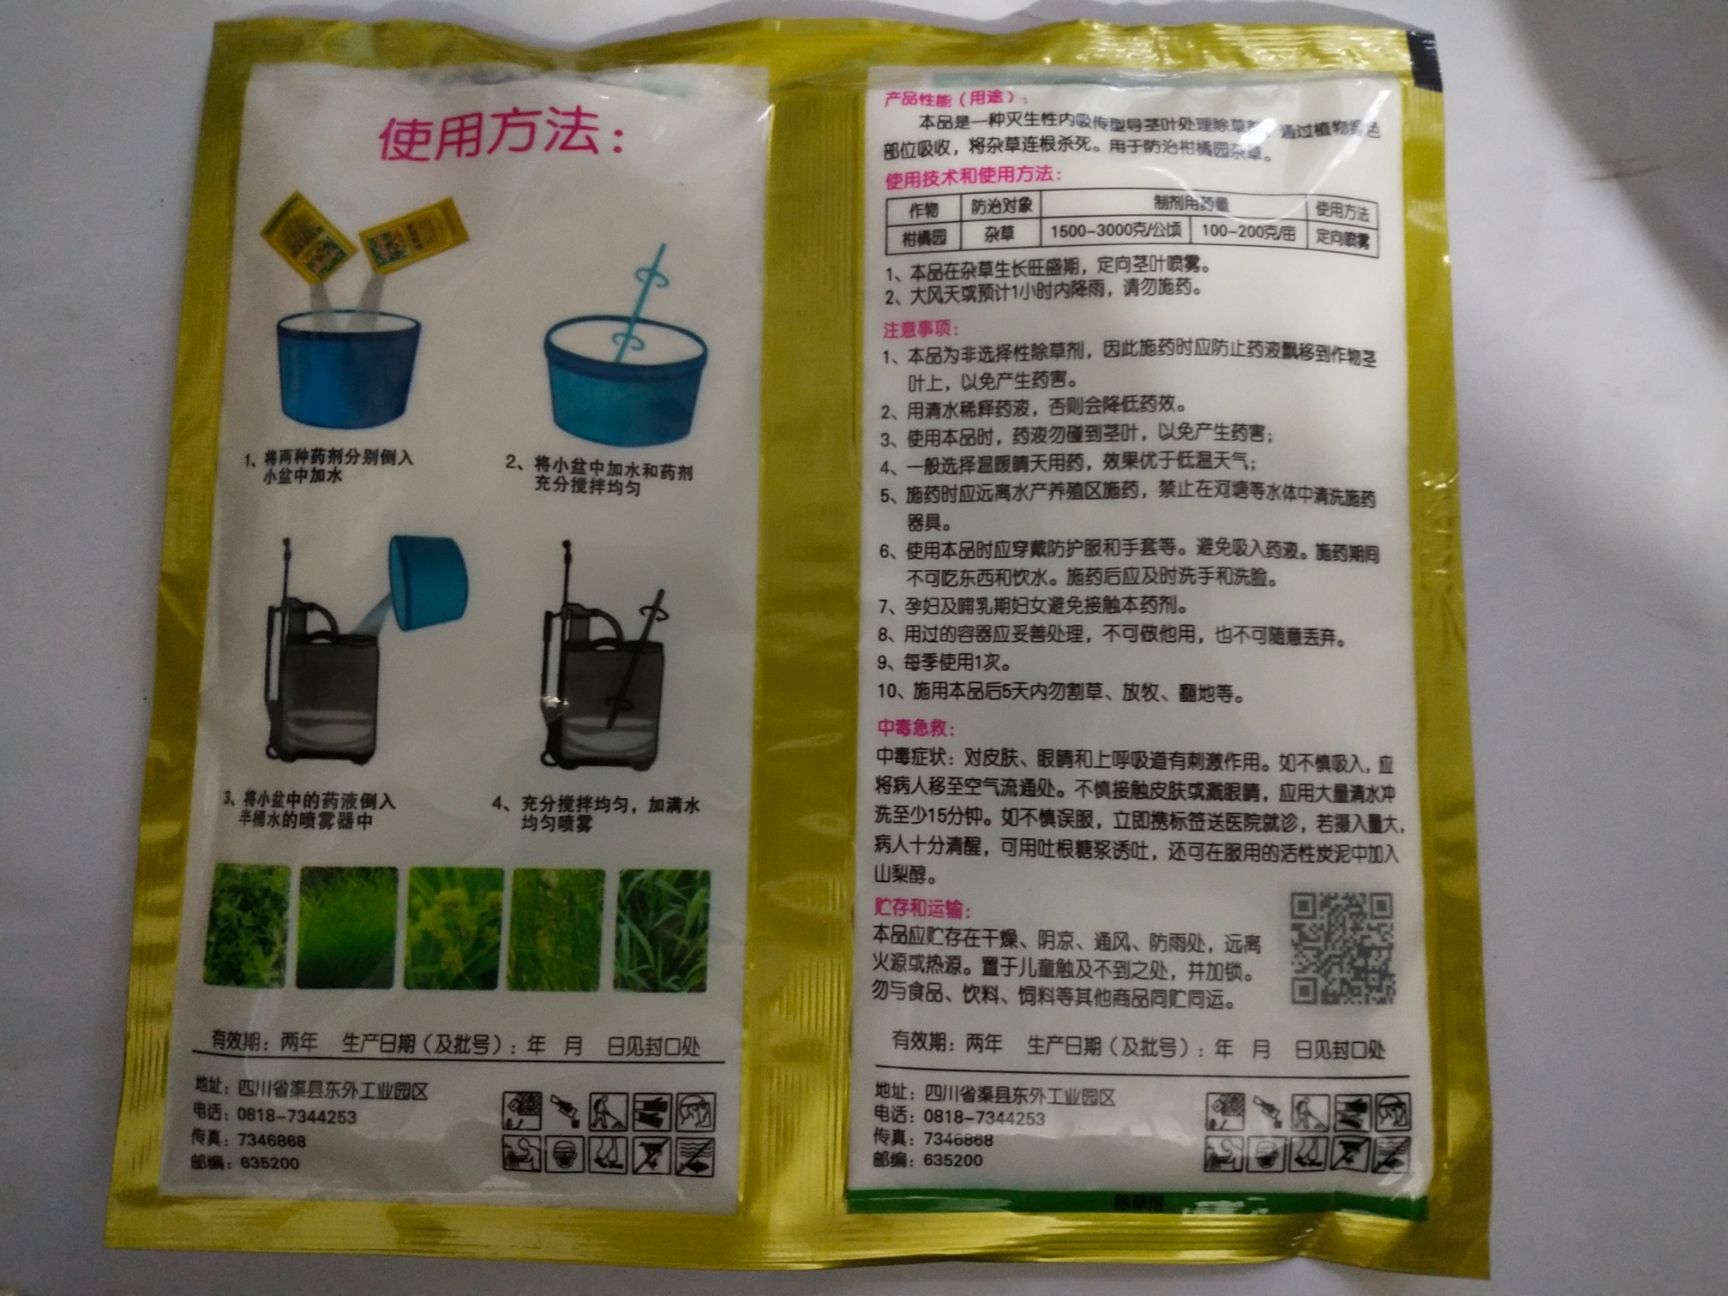 使用方法：
1、将两种药剂分别倒入
小盆中加水
2、将小盆中加水和药剂
充分搅拌均匀
3、将小盆中的药液倒入
半桶水的喷雾器中
4、充分搅拌均匀，加满水
均匀喷雾
有效期：两年 生产日期（及批号）：年 月 日见封口处
地址：四川省渠县东外工业园区
电话：0818-7344253
传真：7346868
邮编：635200
产品性能（用途）：
本品是一种灭生性内吸传型导茎叶处理除草剂，通过植物绿色
部位吸收，将杂草连根杀死。用于防治柑橘园杂草。
使用技术和使用方法：
作物 防治对象 制剂用药量 使用方法
柑橘园 杂草 1500-3000克/公顷 100-200克/亩 定向喷雾
1、本品在杂草生长旺盛期，定向茎叶喷雾。
2、大风天或预计1小时内降雨，请勿施药。
注意事项：
1、本品为非选择性除草剂，因此施药时应防止药液飘移到作物茎
叶上，以免产生药害。
2、用清水稀释药液，否则会降低药效。
3、使用本品时，药液勿碰到茎叶，以免产生药害；
4、一般选择温暖晴天用药，效果优于低温天气；
5、施药时应远离水产养殖区施药，禁止在河塘等水体中清洗施药
器具。
6、使用本品时应穿戴防护服和手套等。避免吸入药液。施药期间
不可吃东西和饮水。施药后应及时洗手和洗脸。
7、孕妇及哺乳期妇女避免接触本药剂。
8、用过的容器应妥善处理，不可做他用，也不可随意丢弃。
9、每季使用1次。
10、施用本品后5天内勿割草、放牧、翻地等。
中毒急救：
中毒症状：对皮肤、眼睛和上呼吸道有刺激作用。如不慎吸入，应
将病人移至空气流通处。不慎接触皮肤或溅眼睛，应用大量清水冲
洗至少15分钟。如不慎误服，立即携标签送医院就诊，若摄入量大，
病人十分清醒，可用吐根糖浆诱吐，还可在服用的活性炭泥中加入
山梨醇。
贮存和运输：
本品应贮存在干燥、阴凉、通风、防雨处，远离
火源或热源。置于儿童触及不到之处，并加锁。
勿与食品、饮料、饲料等其他商品同贮同运。
有效期：两年 生产日期（及批号）：年 月 日见封口处
地址：四川省渠县东外工业园区
电话：0818-7344253
传真：7346868
邮编：635200
除草剂